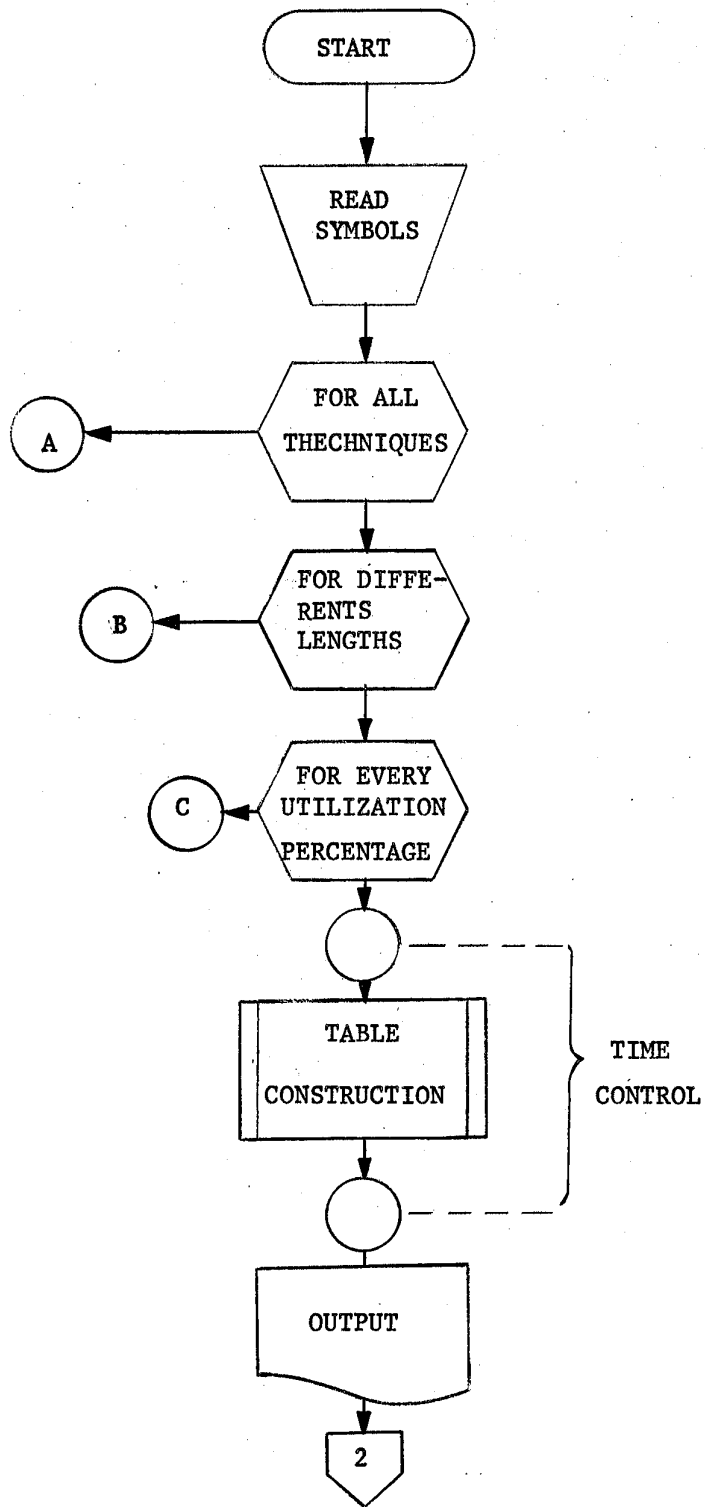 START
READ
SYMBOLS
FOR ALL
THECHNIQUES
A
FOR DIFFE-
RENTS
LENGTHS
B
FOR EVERY
UTILIZATION
PERCENTAGE
C
TABLE
CONSTRUCTION
TIME
CONTROL
OUTPUT
2